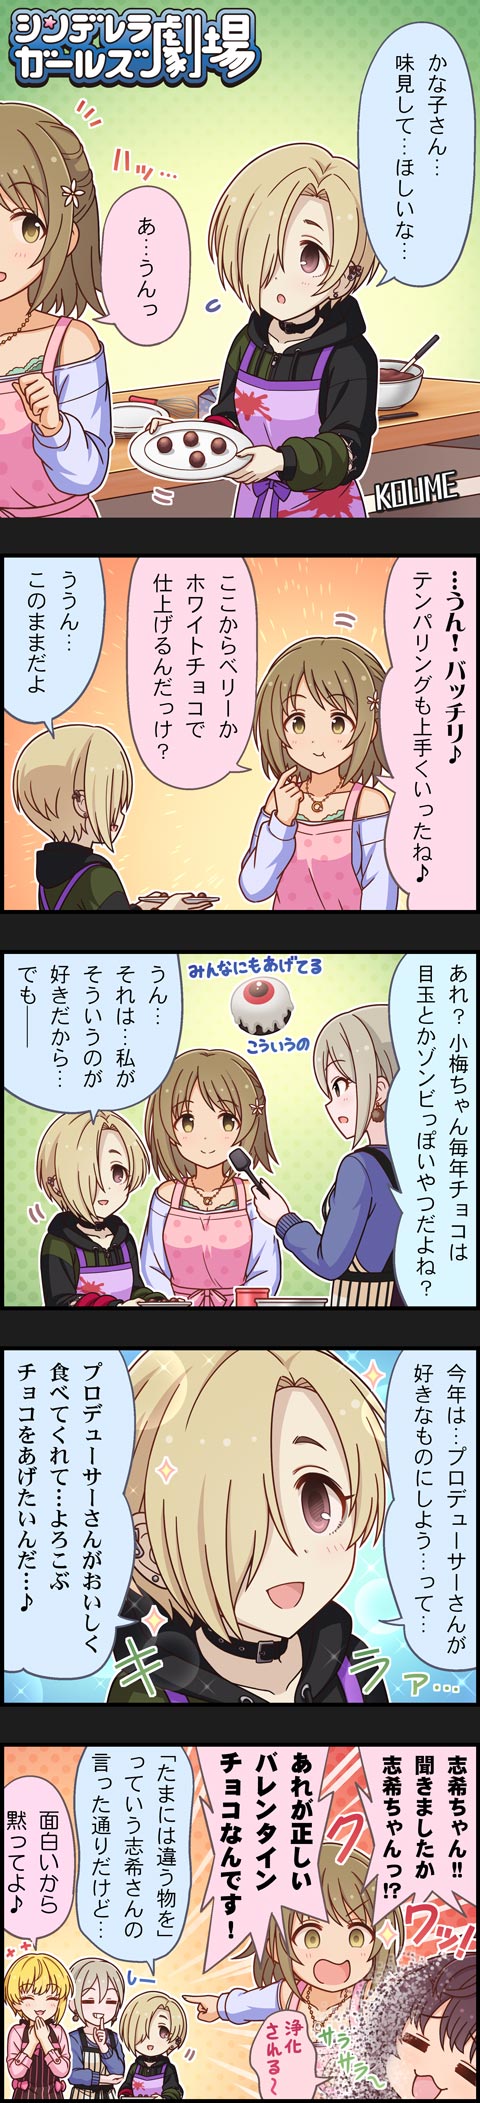 シンデレラ
ガールズ劇場
かな子さん…
味見して…ほしいな…
ハッ…
あ…うんっ
KOUME
…うん！バッチリ♪
テンパリングも上手くいったね♪
ここからベリーか
ホワイトチョコで
仕上げるんだっけ？
ううん…
このままだよ
あれ？小梅ちゃん毎年チョコは
目玉とかゾンビっぽいやつだよね？
みんなにもあげてる
こういうの
うん…
それは…私が
そういうのが
好きだから…
でも──
今年は…プロデューサーさんが
好きなものにしよう…って…
プロデューサーさんがおいしく
食べてくれて…よろこぶ
チョコをあげたいんだ…♪
キラァ…
志希ちゃん!!
聞きましたか
志希ちゃんっ!?
ワッ！
クワッ！
あれが正しい
バレンタイン
チョコなんです！
「たまには違う物を」
っていう志希さんの
言った通りだけど…
面白いから
黙ってよ♪
しー
サラサラ～
浄化
される～